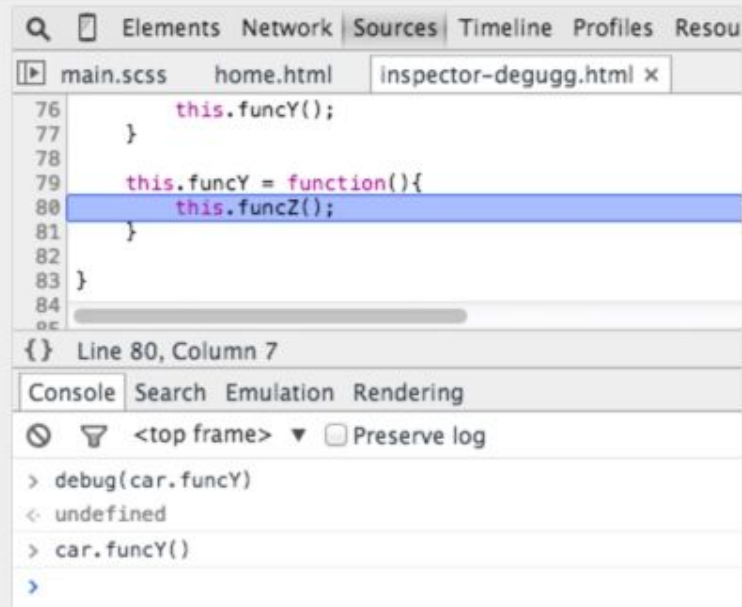 Elements Network Sources Timeline Profiles Resou
main.scss home.html inspector-degugg.html ×
76 this.funcY();
77 }
78
79 this.funcY = function(){
80 this.funcZ();
81 }
82
83 }
84
85
{} Line 80, Column 7
Console Search Emulation Rendering
<top frame> ▼ Preserve log
> debug(car.funcY)
<· undefined
> car.funcY()
>